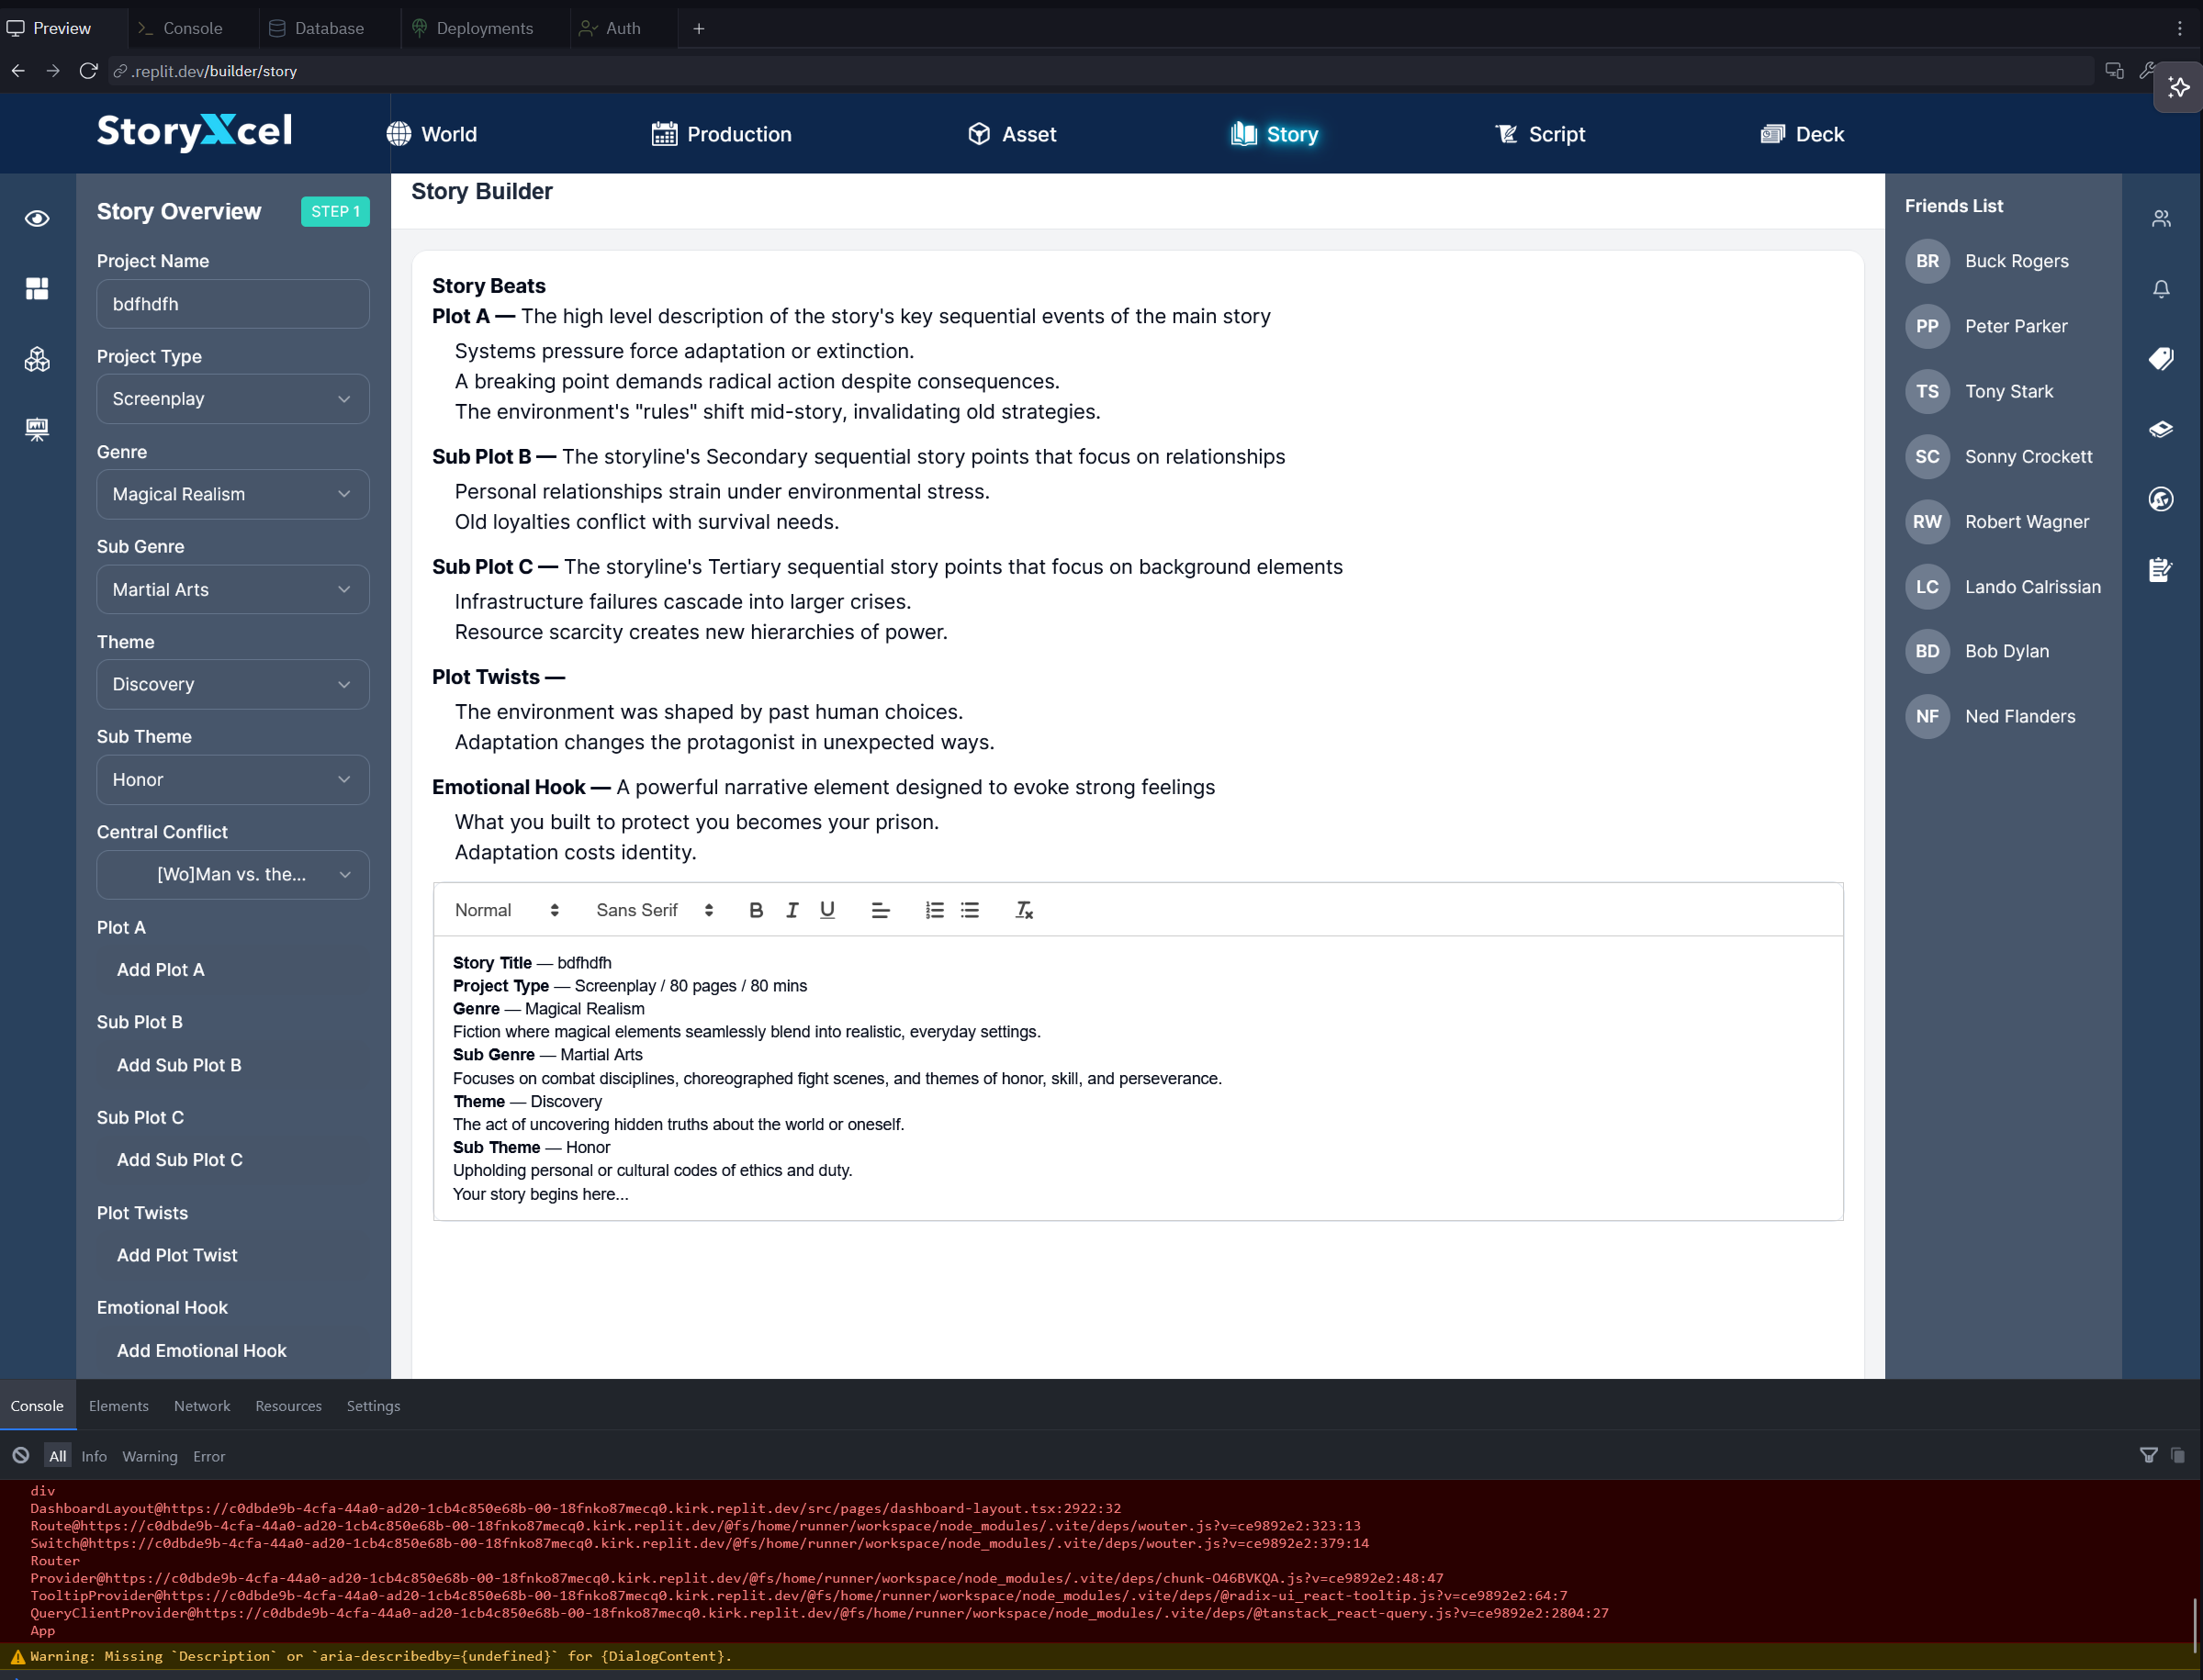 Preview
Console
Database
Deployments
Auth
.replit.dev/builder/story
StoryXcel
World
Production
Asset
Story
Script
Deck
Story Overview
STEP 1
Project Name
bdfhdfh
Project Type
Screenplay
Genre
Magical Realism
Sub Genre
Martial Arts
Theme
Discovery
Sub Theme
Honor
Central Conflict
[Wo]Man vs. the...
Plot A
Add Plot A
Sub Plot B
Add Sub Plot B
Sub Plot C
Add Sub Plot C
Plot Twists
Add Plot Twist
Emotional Hook
Add Emotional Hook
Story Builder
Story Beats
Plot A — The high level description of the story's key sequential events of the main story
Systems pressure force adaptation or extinction.
A breaking point demands radical action despite consequences.
The environment's "rules" shift mid-story, invalidating old strategies.
Sub Plot B — The storyline's Secondary sequential story points that focus on relationships
Personal relationships strain under environmental stress.
Old loyalties conflict with survival needs.
Sub Plot C — The storyline's Tertiary sequential story points that focus on background elements
Infrastructure failures cascade into larger crises.
Resource scarcity creates new hierarchies of power.
Plot Twists —
The environment was shaped by past human choices.
Adaptation changes the protagonist in unexpected ways.
Emotional Hook — A powerful narrative element designed to evoke strong feelings
What you built to protect you becomes your prison.
Adaptation costs identity.
Normal
Sans Serif
B I U
Story Title — bdfhdfh
Project Type — Screenplay / 80 pages / 80 mins
Genre — Magical Realism
Fiction where magical elements seamlessly blend into realistic, everyday settings.
Sub Genre — Martial Arts
Focuses on combat disciplines, choreographed fight scenes, and themes of honor, skill, and perseverance.
Theme — Discovery
The act of uncovering hidden truths about the world or oneself.
Sub Theme — Honor
Upholding personal or cultural codes of ethics and duty.
Your story begins here...
Friends List
BR Buck Rogers
PP Peter Parker
TS Tony Stark
SC Sonny Crockett
RW Robert Wagner
LC Lando Calrissian
BD Bob Dylan
NF Ned Flanders
Console
Elements
Network
Resources
Settings
All
Info
Warning
Error
div
DashboardLayout@https://c0dbde9b-4cfa-44a0-ad20-1cb4c850e68b-00-18fnko87mecq0.kirk.replit.dev/src/pages/dashboard-layout.tsx:2922:32
Route@https://c0dbde9b-4cfa-44a0-ad20-1cb4c850e68b-00-18fnko87mecq0.kirk.replit.dev/@fs/home/runner/workspace/node_modules/.vite/deps/wouter.js?v=ce9892e2:323:13
Switch@https://c0dbde9b-4cfa-44a0-ad20-1cb4c850e68b-00-18fnko87mecq0.kirk.replit.dev/@fs/home/runner/workspace/node_modules/.vite/deps/wouter.js?v=ce9892e2:379:14
Router
Provider@https://c0dbde9b-4cfa-44a0-ad20-1cb4c850e68b-00-18fnko87mecq0.kirk.replit.dev/@fs/home/runner/workspace/node_modules/.vite/deps/chunk-O46BVKQA.js?v=ce9892e2:48:47
TooltipProvider@https://c0dbde9b-4cfa-44a0-ad20-1cb4c850e68b-00-18fnko87mecq0.kirk.replit.dev/@fs/home/runner/workspace/node_modules/.vite/deps/@radix-ui_react-tooltip.js?v=ce9892e2:64:7
QueryClientProvider@https://c0dbde9b-4cfa-44a0-ad20-1cb4c850e68b-00-18fnko87mecq0.kirk.replit.dev/@fs/home/runner/workspace/node_modules/.vite/deps/@tanstack_react-query.js?v=ce9892e2:2804:27
App
Warning: Missing `Description` or `aria-describedby={undefined}` for {DialogContent}.